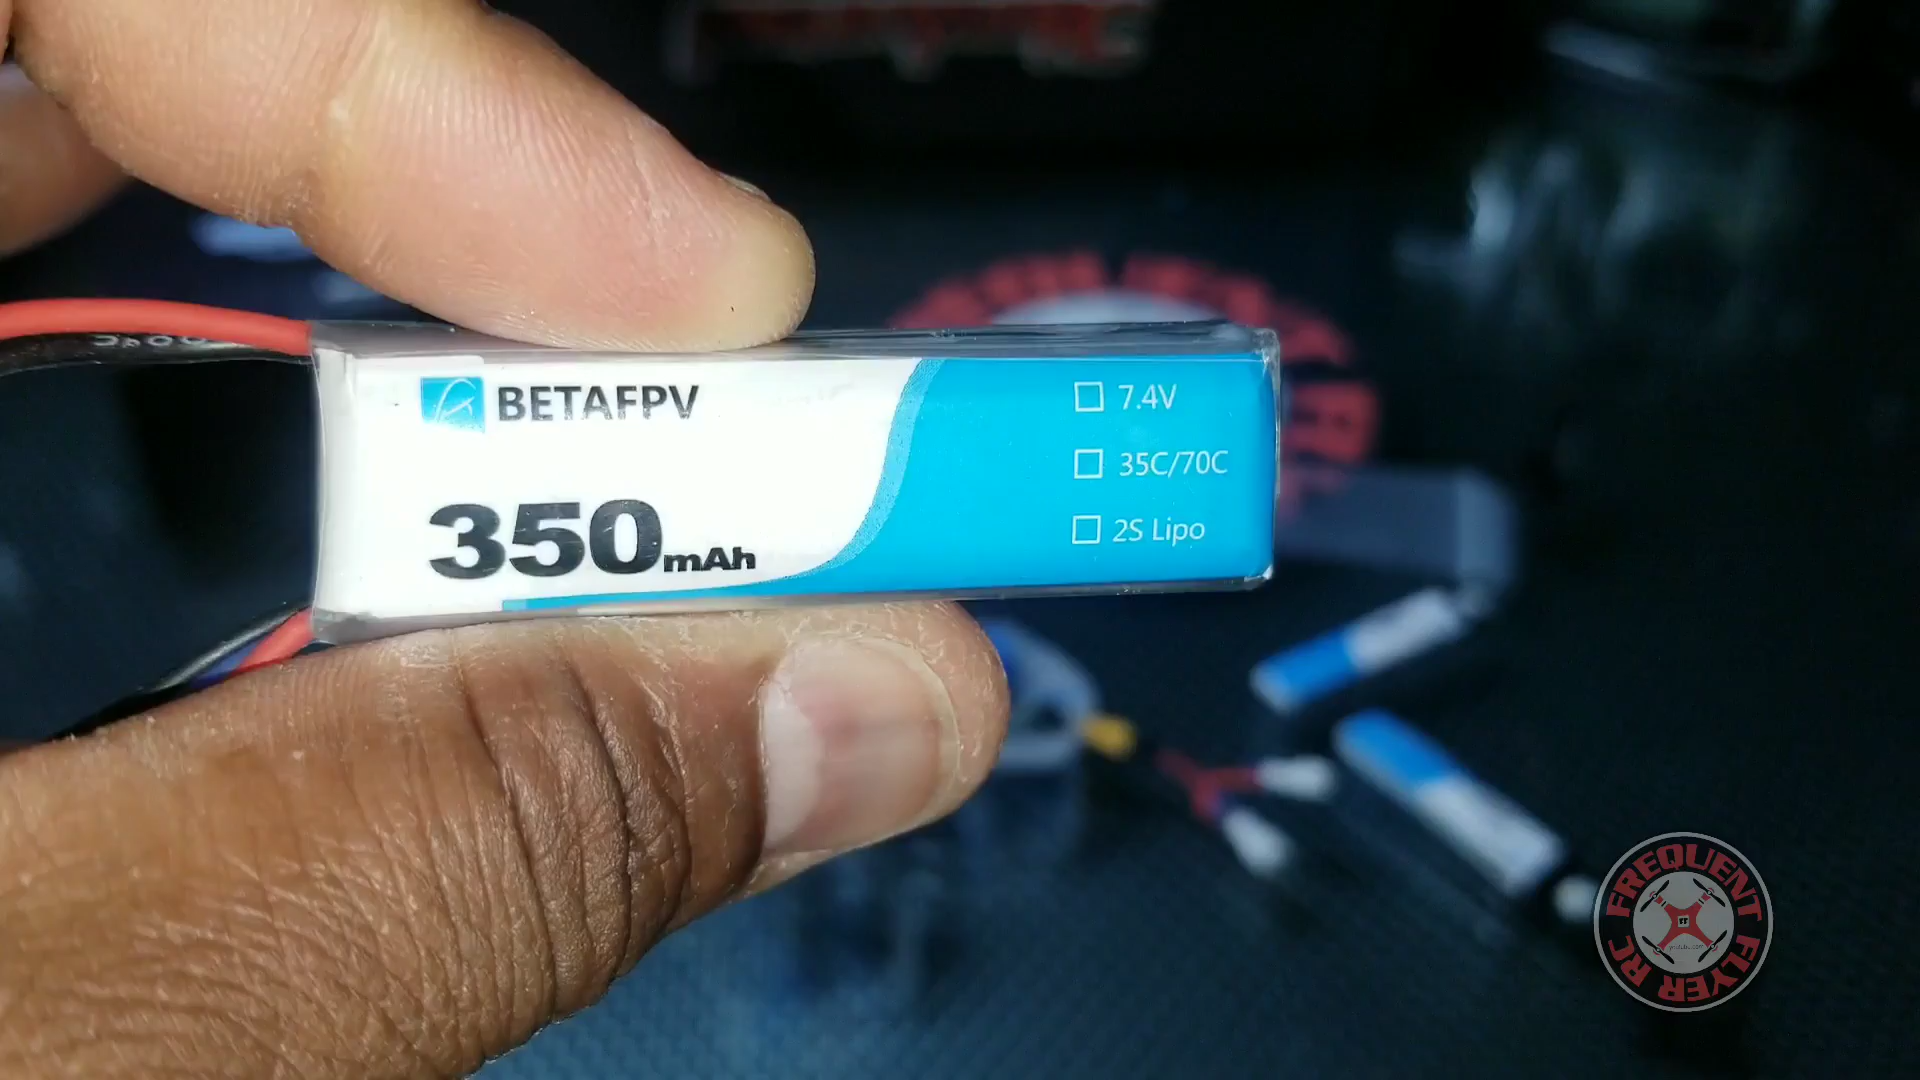 BETAFPV
350mAh
7.4V
35C/70C
2S Lipo
FREQUENT FLYER RC